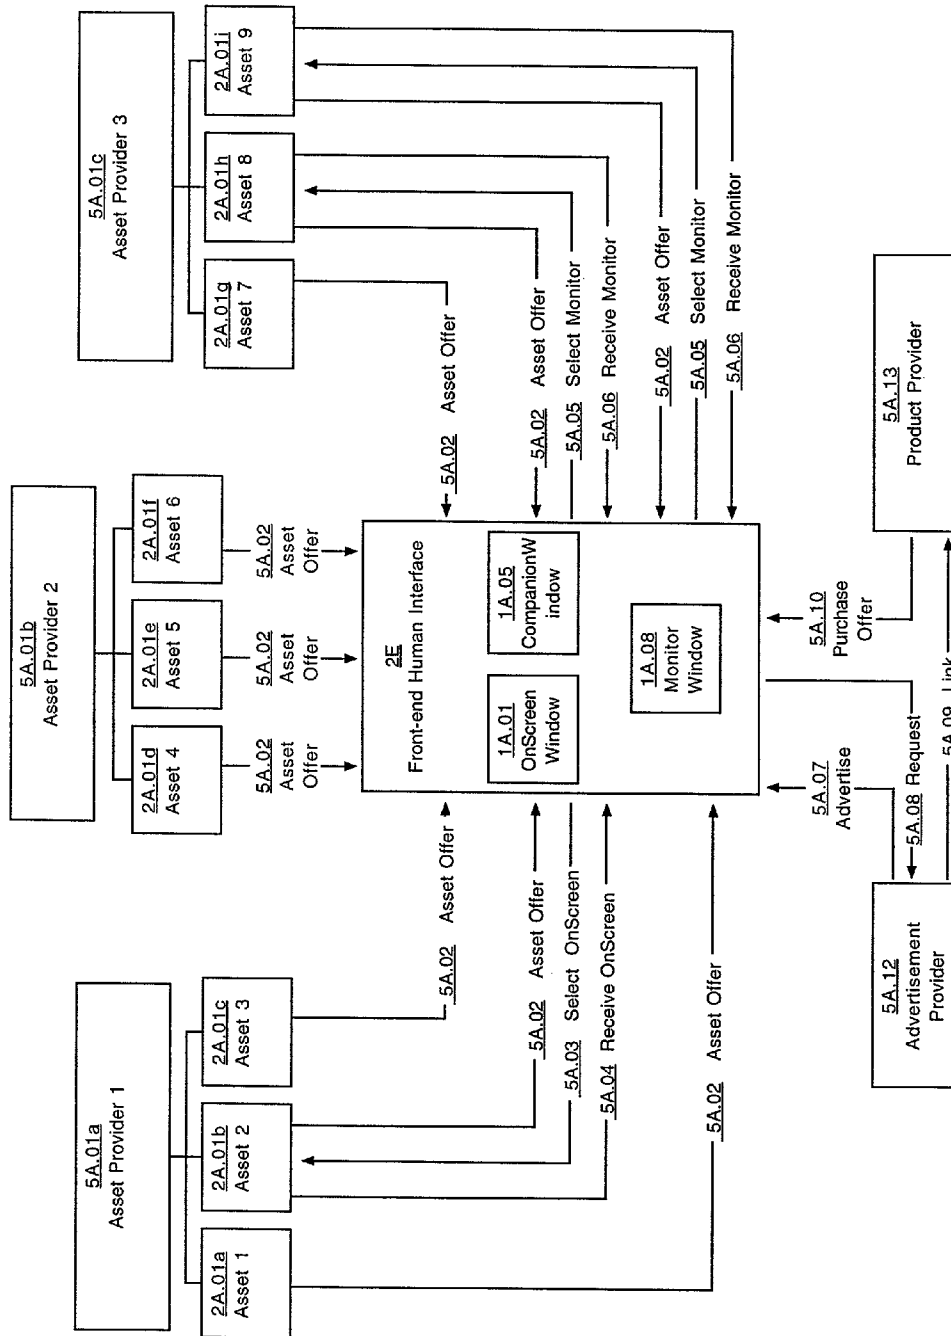 5A.01a
Asset Provider 1
5A.01b
Asset Provider 2
5A.01c
Asset Provider 3
2A.01a
Asset 1
2A.01b
Asset 2
2A.01c
Asset 3
2A.01d
Asset 4
2A.01e
Asset 5
2A.01f
Asset 6
2A.01g
Asset 7
2A.01h
Asset 8
2A.01i
Asset 9
5A.02
Asset
Offer
5A.02
Asset
Offer
5A.02
Asset
Offer
2E
Front-end Human Interface
1A.01
OnScreen
Window
1A.05
CompanionW
indow
1A.08
Monitor
Window
5A.02 Asset Offer
5A.02 Asset Offer
5A.03 Select OnScreen
5A.04 Receive OnScreen
5A.02 Asset Offer
5A.02 Asset Offer
5A.02 Asset Offer
5A.05 Select Monitor
5A.06 Receive Monitor
5A.02 Asset Offer
5A.05 Select Monitor
5A.06 Receive Monitor
5A.07
Advertise
5A.08 Request
5A.10
Purchase
Offer
5A.12
Advertisement
Provider
5A.13
Product Provider
5A.09 Link